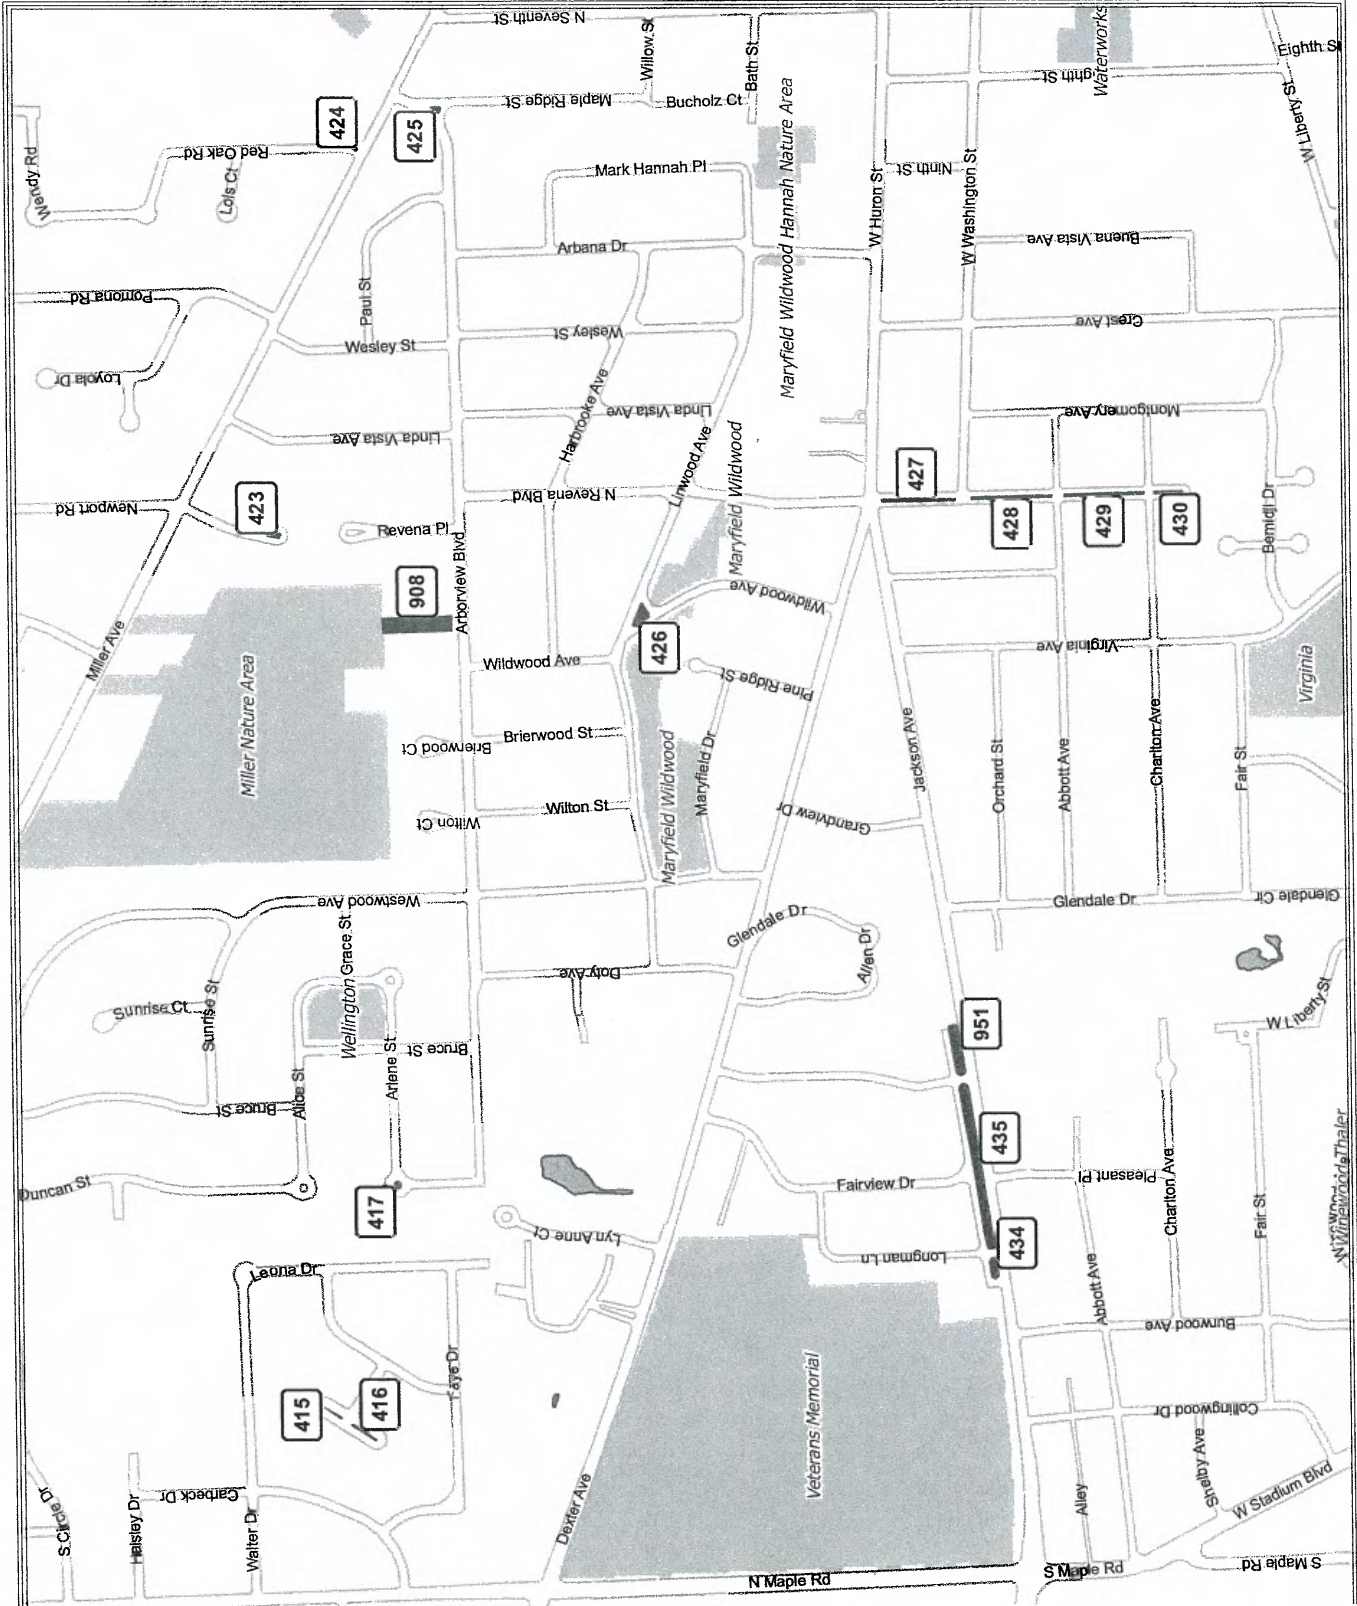 N Seventh St
Willow St
Bath St
Waterworks
Eighth St
Eighth St
W Liberty St
424
425
Maple Ridge St
Bucholz Ct
Red Oak Rd
Wendy Rd
Lois Ct
Mark Hannah Pl
Maryfield Wildwood Hannah Nature Area
Ninth St
W Huron St
W Washington St
Buena Vista Ave
Arbana Dr
Pomona Rd
Paul St
Wesley St
Wesley St
Crest Ave
Loyola Dr
Linda Vista Ave
Linda Vista Ave
Harbrooke Ave
Montgomery Ave
Linwood Ave
Maryfield Wildwood
Newport Rd
423
N Revena Blvd
Revena Pl
427
428
429
430
Bemidji Dr
908
Arborview Blvd
Miller Ave
Wildwood Ave
426
Wildwood Ave
Pine Ridge St
Virginia Ave
Virginia
Miller Nature Area
Brierwood Ct
Brierwood St
Maryfield Wildwood
Maryfield Dr
Jackson Ave
Orchard St
Abbott Ave
Charlton Ave
Fair St
Wilton Ct
Wilton St
Grandview Dr
Westwood Ave
Glendale Dr
Glendale Dr
Glendale Cir
Wellington
Grace St
Allen Dr
Doty Ave
Sunrise Ct
Sunrise St
W Liberty St
951
Bruce St
Arlene St
Alice St
Bruce St
435
Duncan St
417
Fairview Dr
Pleasant Pl
Charlton Ave
Fair St
Winewood Thaler
Lyn Anne Ct
Longman Ln
434
Leona Dr
Abbott Ave
Burwood Ave
415
416
Faye Dr
Veterans Memorial
Collingwood Dr
Shelby Ave
W Stadium Blvd
S Circle Dr
Carbeck Dr
Haisley Dr
Walter Dr
Dexter Ave
Alley
N Maple Rd
S Maple Rd
S Maple Rd